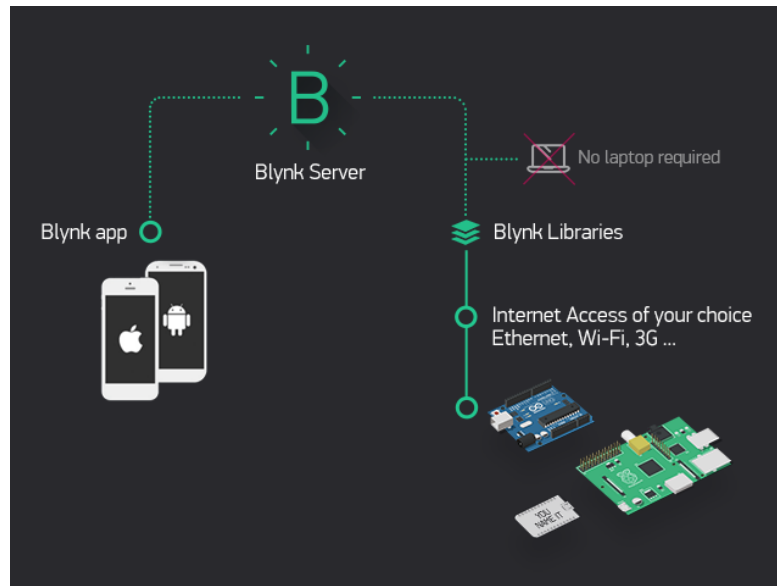 B
Blynk Server
No laptop required
Blynk app
Blynk Libraries
Internet Access of your choice
Ethernet, Wi-Fi, 3G ...
YOU
NAME IT